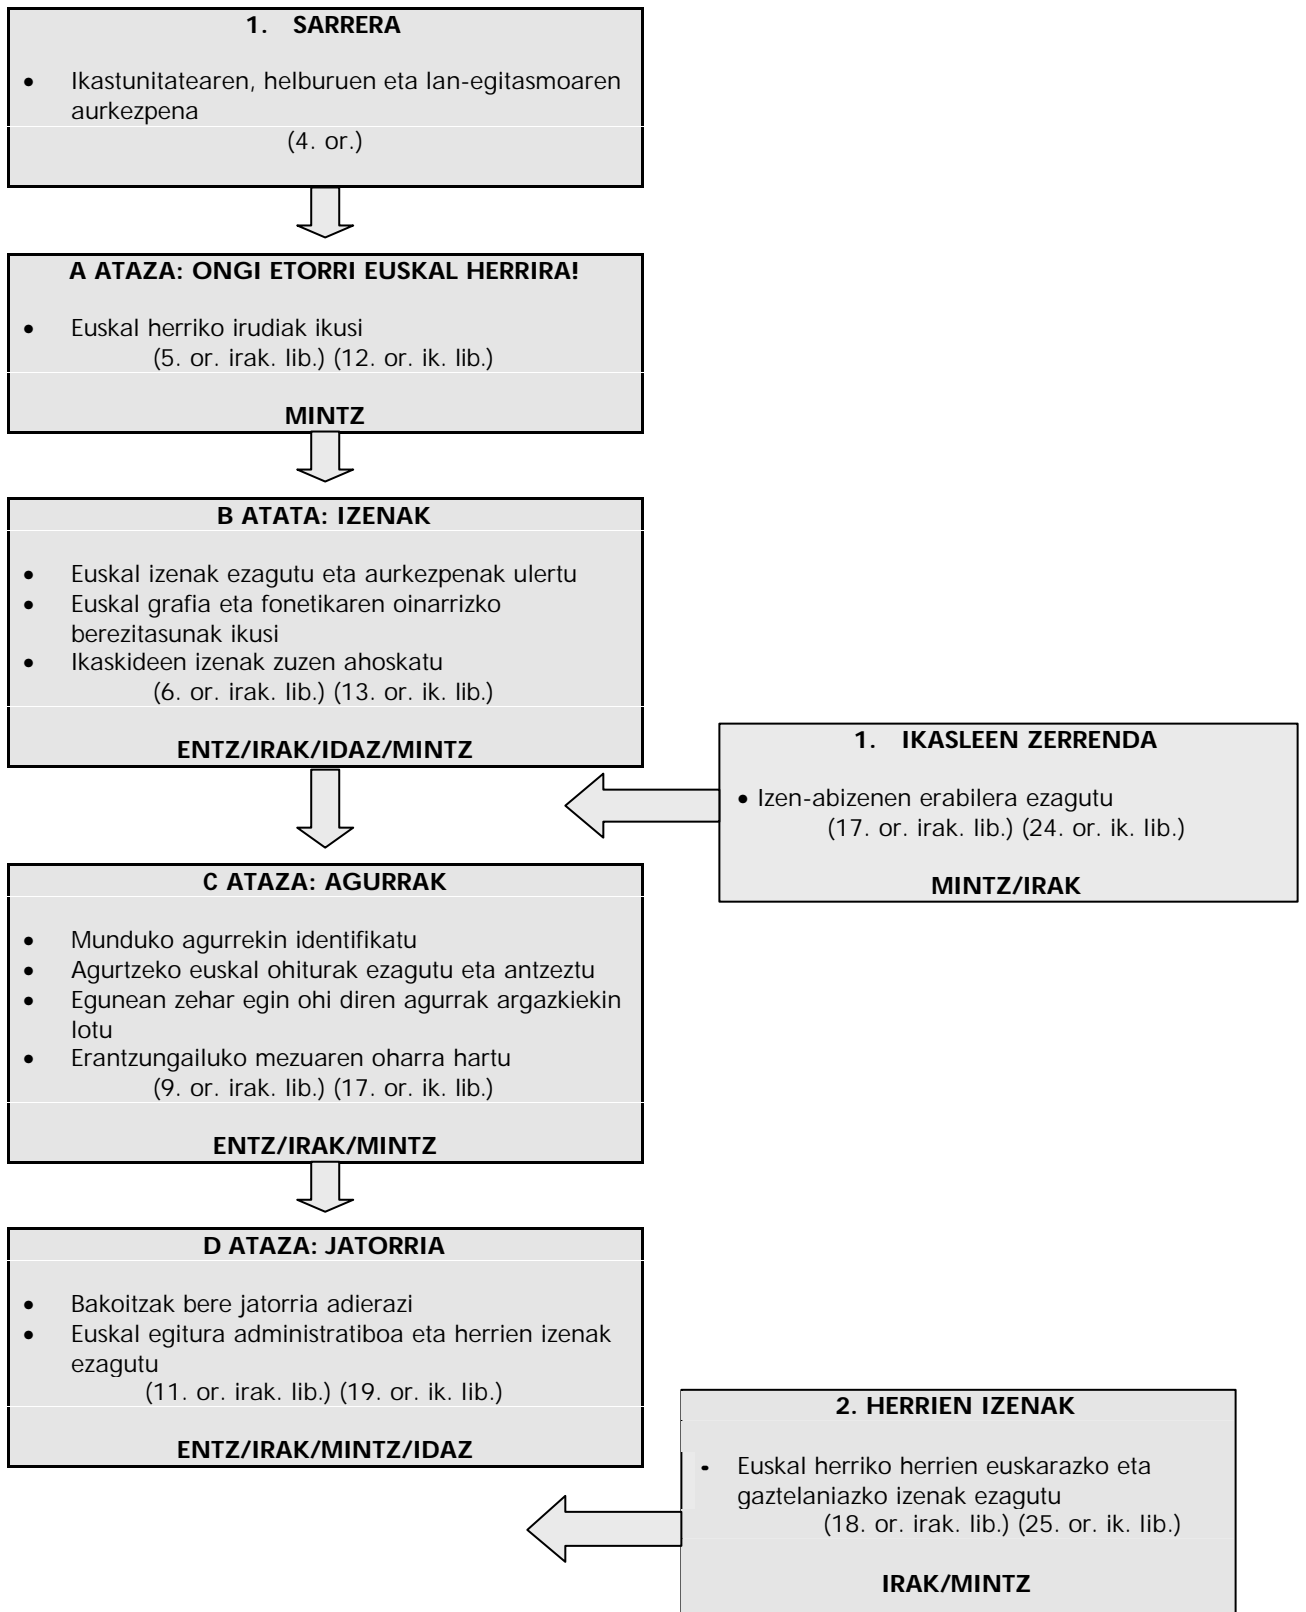 1. SARRERA
• Ikastunitatearen, helburuen eta lan-egitasmoaren
aurkezpena
(4. or.)
A ATAZA: ONGI ETORRI EUSKAL HERRIRA!
• Euskal herriko irudiak ikusi
(5. or. irak. lib.) (12. or. ik. lib.)
MINTZ
B ATATA: IZENAK
• Euskal izenak ezagutu eta aurkezpenak ulertu
• Euskal grafia eta fonetikaren oinarrizko
berezitasunak ikusi
• Ikaskideen izenak zuzen ahoskatu
(6. or. irak. lib.) (13. or. ik. lib.)
ENTZ/IRAK/IDAZ/MINTZ
1. IKASLEEN ZERRENDA
• Izen-abizenen erabilera ezagutu
(17. or. irak. lib.) (24. or. ik. lib.)
MINTZ/IRAK
C ATAZA: AGURRAK
• Munduko agurrekin identifikatu
• Agurtzeko euskal ohiturak ezagutu eta antzeztu
• Egunean zehar egin ohi diren agurrak argazkiekin
lotu
• Erantzungailuko mezuaren oharra hartu
(9. or. irak. lib.) (17. or. ik. lib.)
ENTZ/IRAK/MINTZ
D ATAZA: JATORRIA
• Bakoitzak bere jatorria adierazi
• Euskal egitura administratiboa eta herrien izenak
ezagutu
(11. or. irak. lib.) (19. or. ik. lib.)
ENTZ/IRAK/MINTZ/IDAZ
2. HERRIEN IZENAK
• Euskal herriko herrien euskarazko eta
gaztelaniazko izenak ezagutu
(18. or. irak. lib.) (25. or. ik. lib.)
IRAK/MINTZ